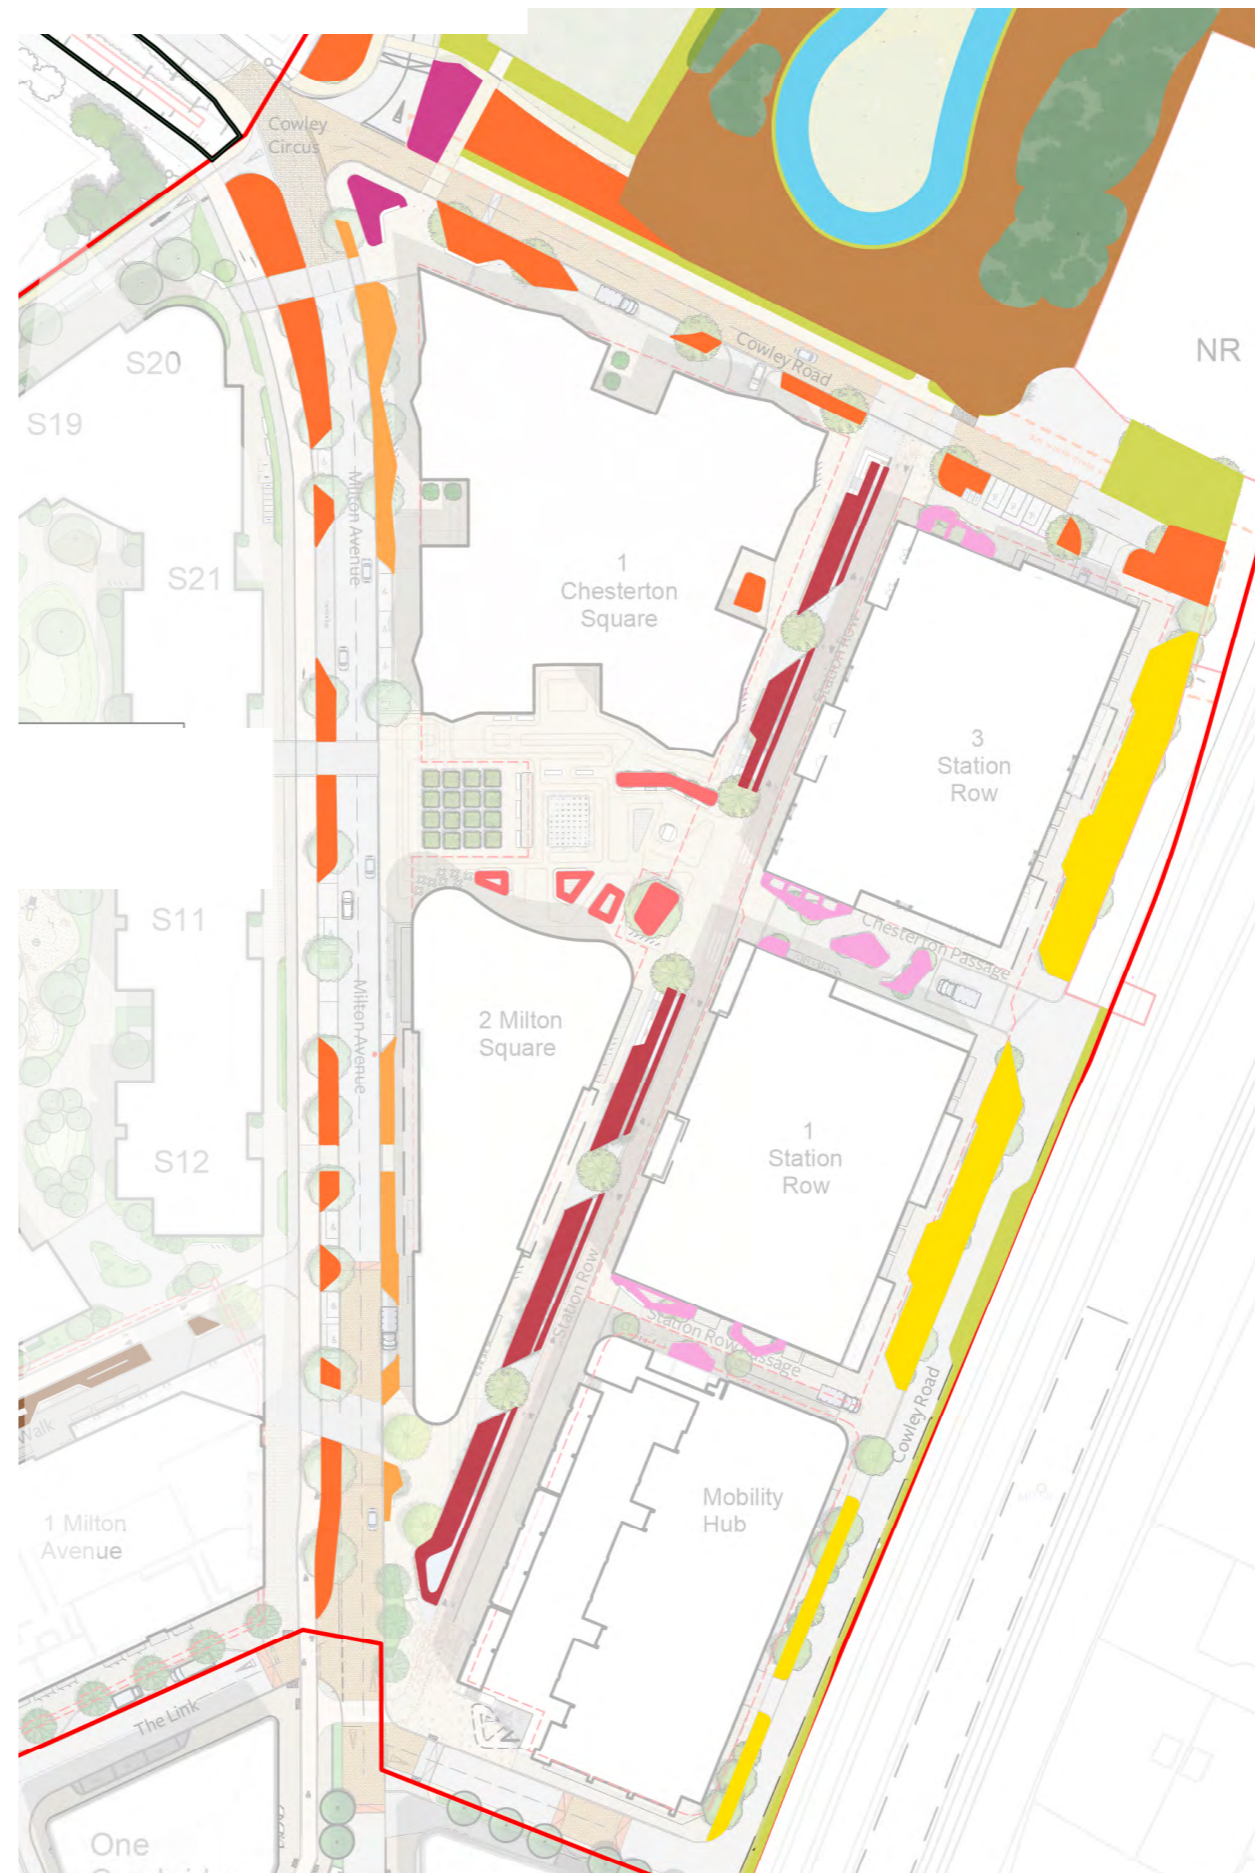 Cowley
Circus
S20
S19
Cowley Road
NR
Milton Avenue
S21
1
Chesterton
Square
Station Row
3
Station
Row
S11
Chesterton Passage
Milton Avenue
2 Milton
Square
S12
1
Station
Row
Station Row
Station Row Passage
Cowley Road
Walk
Mobility
Hub
1 Milton
Avenue
The Link
One